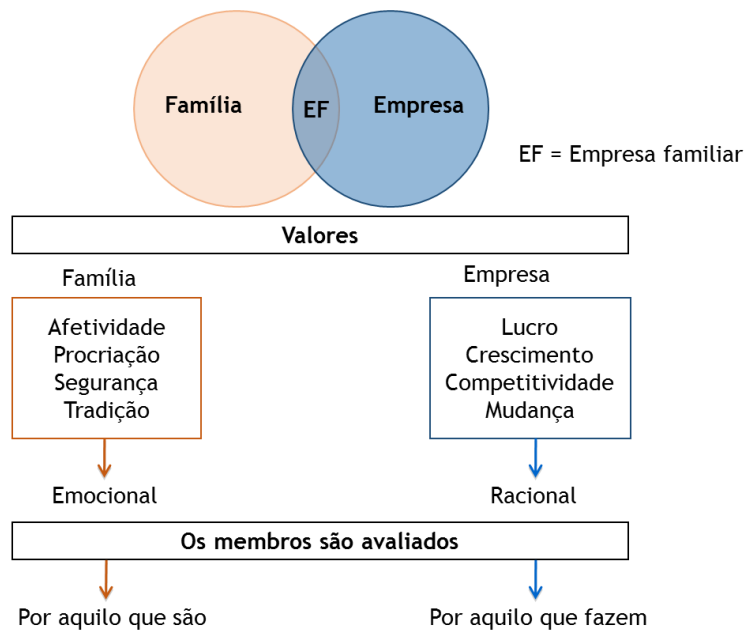 Família
EF
Empresa
EF = Empresa familiar
Valores
Família
Empresa
Afetividade
Procriação
Segurança
Tradição
Lucro
Crescimento
Competitividade
Mudança
Emocional
Racional
Os membros são avaliados
Por aquilo que são
Por aquilo que fazem